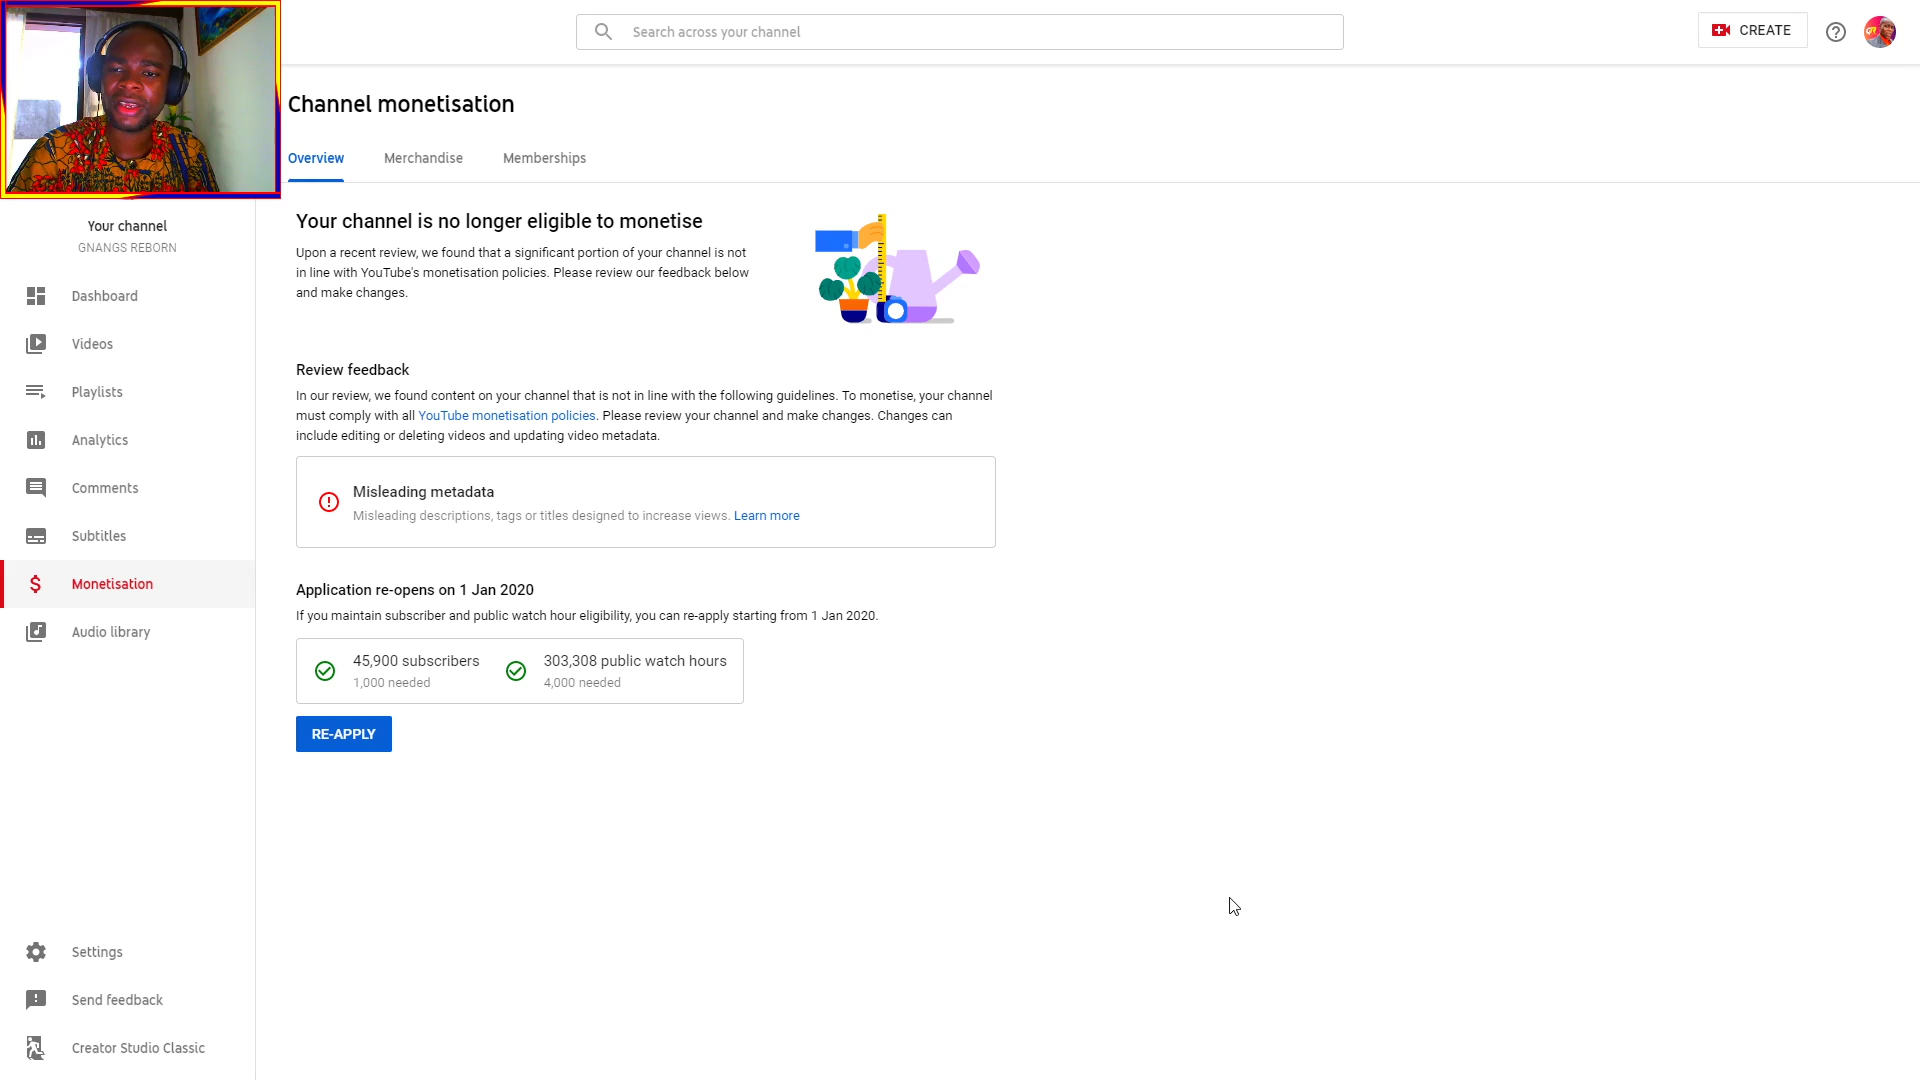 Search across your channel
CREATE
Channel monetisation
Overview
Merchandise
Memberships
Your channel
GNANGS REBORN
Dashboard
Videos
Playlists
Analytics
Comments
Subtitles
Monetisation
Audio library
Settings
Send feedback
Creator Studio Classic
Your channel is no longer eligible to monetise
Upon a recent review, we found that a significant portion of your channel is not
in line with YouTube's monetisation policies. Please review our feedback below
and make changes.
Review feedback
In our review, we found content on your channel that is not in line with the following guidelines. To monetise, your channel
must comply with all YouTube monetisation policies. Please review your channel and make changes. Changes can
include editing or deleting videos and updating video metadata.
Misleading metadata
Misleading descriptions, tags or titles designed to increase views. Learn more
Application re-opens on 1 Jan 2020
If you maintain subscriber and public watch hour eligibility, you can re-apply starting from 1 Jan 2020.
45,900 subscribers
1,000 needed
303,308 public watch hours
4,000 needed
RE-APPLY